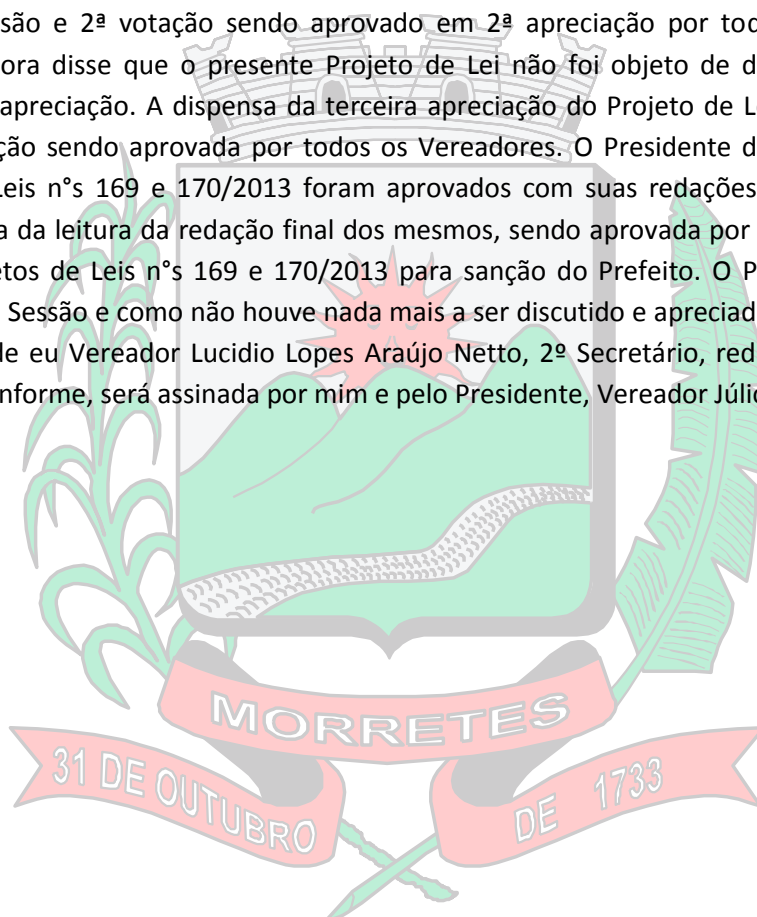 são e 2ª votação sendo aprovado em 2ª apreciação por tod
ora disse que o presente Projeto de Lei não foi objeto de d
apreciação. A dispensa da terceira apreciação do Projeto de L
ção sendo aprovada por todos os Vereadores. O Presidente d
Leis n°s 169 e 170/2013 foram aprovados com suas redações
a da leitura da redação final dos mesmos, sendo aprovada por
etos de Leis n°s 169 e 170/2013 para sanção do Prefeito. O P
Sessão e como não houve nada mais a ser discutido e apreciad
de eu Vereador Lucidio Lopes Araújo Netto, 2º Secretário, red
nforme, será assinada por mim e pelo Presidente, Vereador Júli
MORRETES
31 DE OUTUBRO DE 1733